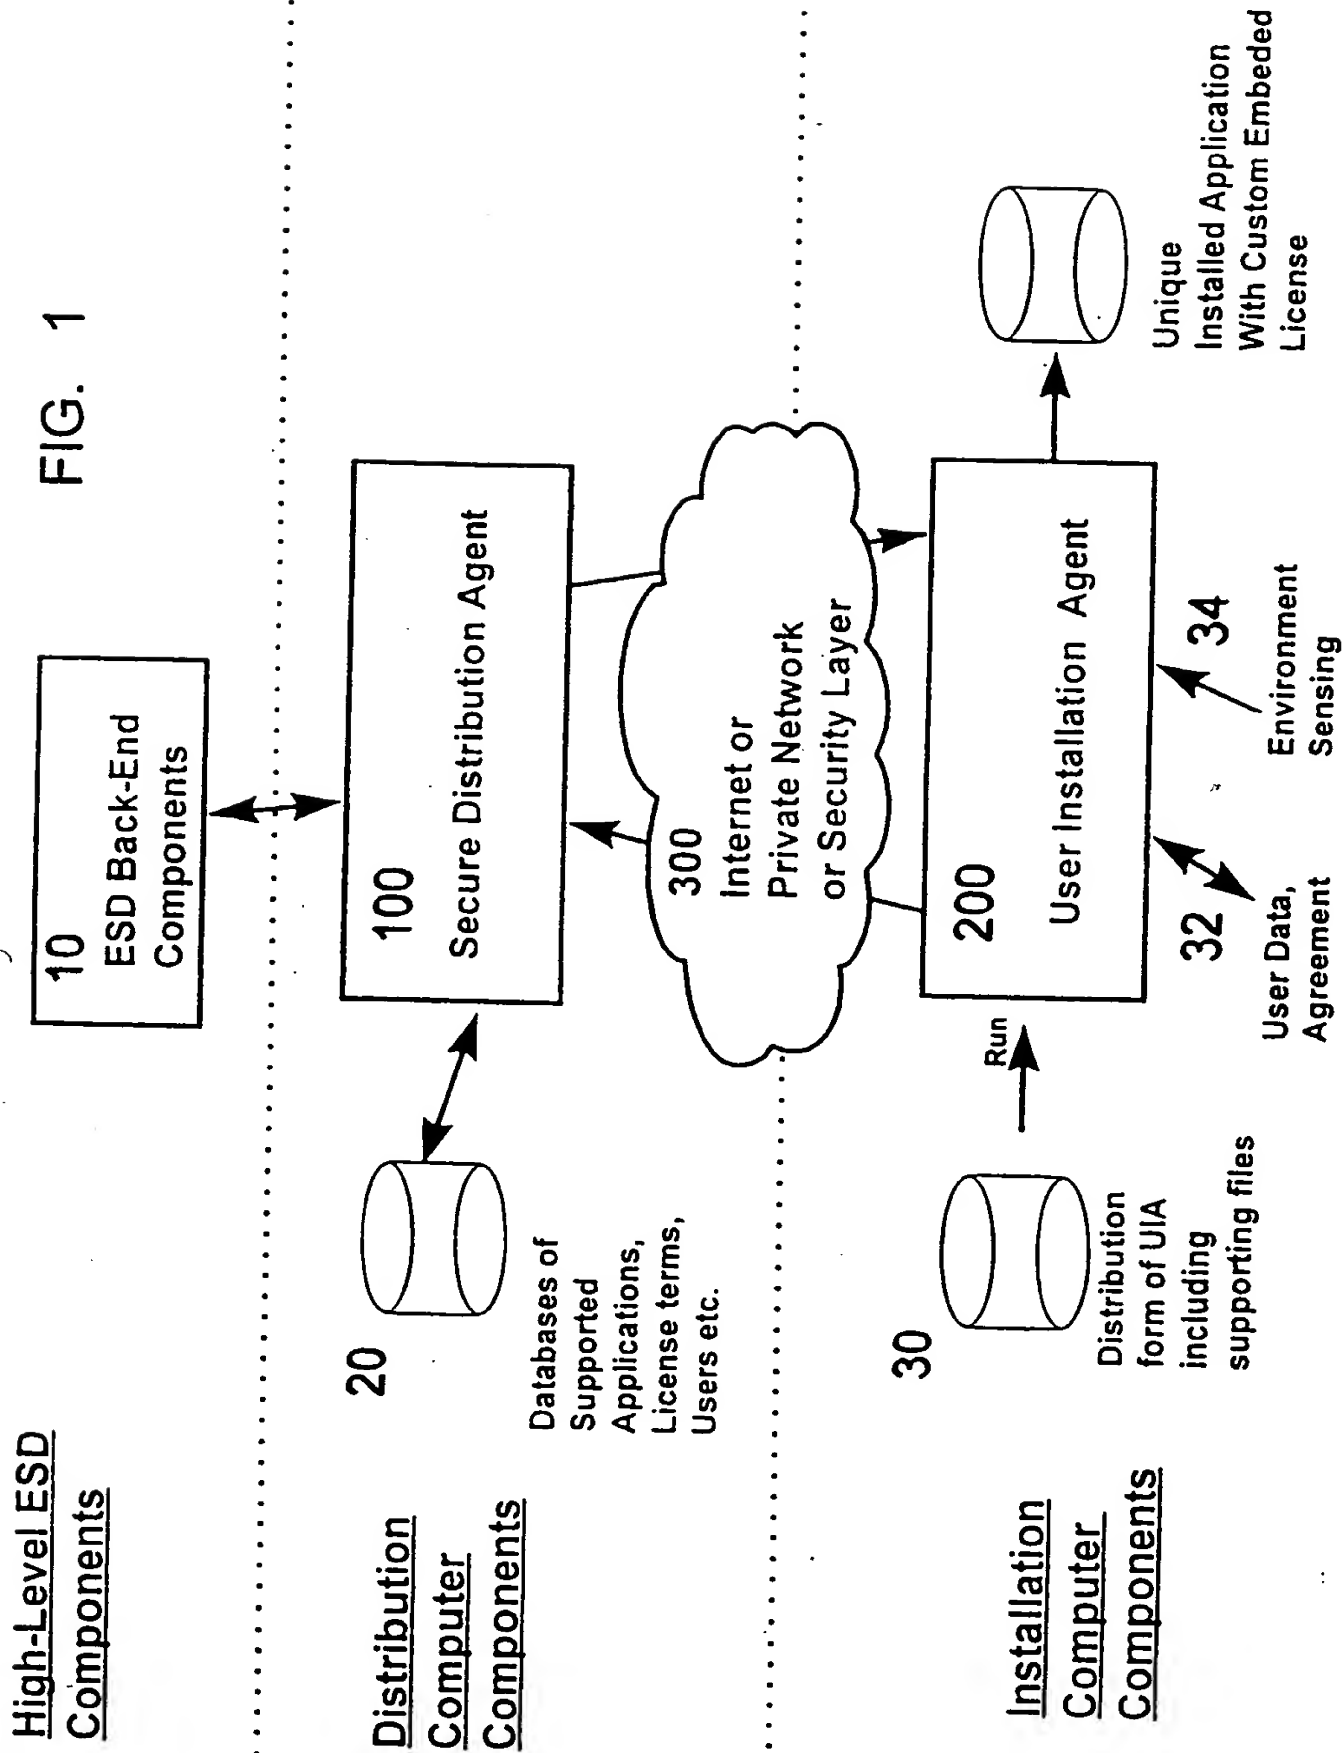 FIG. 1
High-Level ESD
Components
10
ESD Back-End
Components
Distribution
Computer
Components
20
Databases of
Supported
Applications,
License terms,
Users etc.
100
Secure Distribution Agent
300
Internet or
Private Network
or Security Layer
Installation
Computer
Components
30
Distribution
form of UIA
including
supporting files
Run
200
User Installation Agent
32
User Data,
Agreement
34
Environment
Sensing
Unique
Installed Application
With Custom Embeded
License